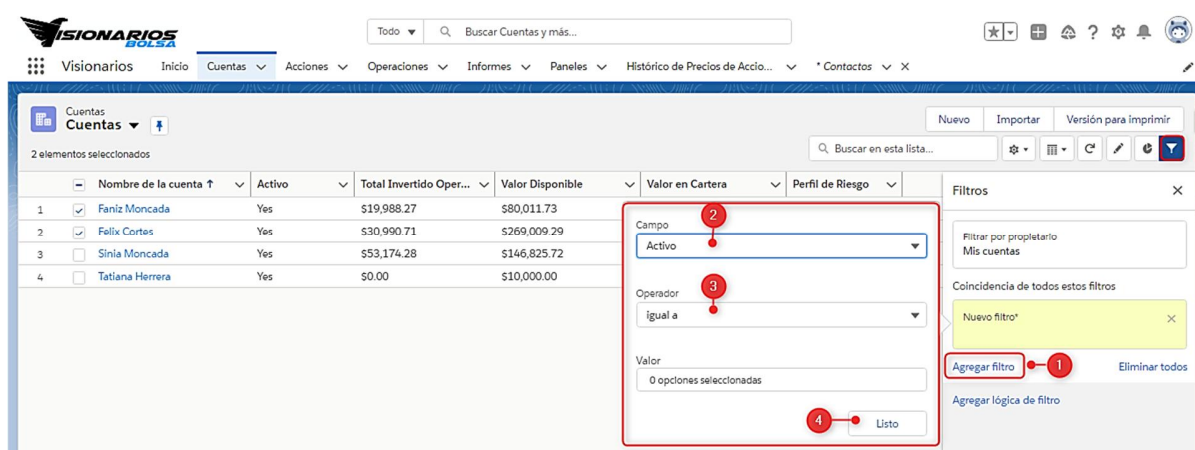 VISIONARIOS
BOLSA
Todo
Buscar Cuentas y más...
Visionarios Inicio Cuentas Acciones Operaciones Informes Paneles Histórico de Precios de Accio... * Contactos
Cuentas
Cuentas
Nuevo Importar Versión para imprimir
2 elementos seleccionados
Buscar en esta lista...
Nombre de la cuenta ↑ Activo Total Invertido Oper... Valor Disponible Valor en Cartera Perfil de Riesgo
1 Faniz Moncada Yes $19,988.27 $80,011.73
2 Felix Cortes Yes $30,990.71 $269,009.29
3 Sinia Moncada Yes $53,174.28 $146,825.72
4 Tatiana Herrera Yes $0.00 $10,000.00
2
Campo
Activo
3
Operador
igual a
Valor
0 opciones seleccionadas
4
Listo
Filtros
Filtrar por propietario
Mis cuentas
Coincidencia de todos estos filtros
Nuevo filtro*
Agregar filtro 1 Eliminar todos
Agregar lógica de filtro